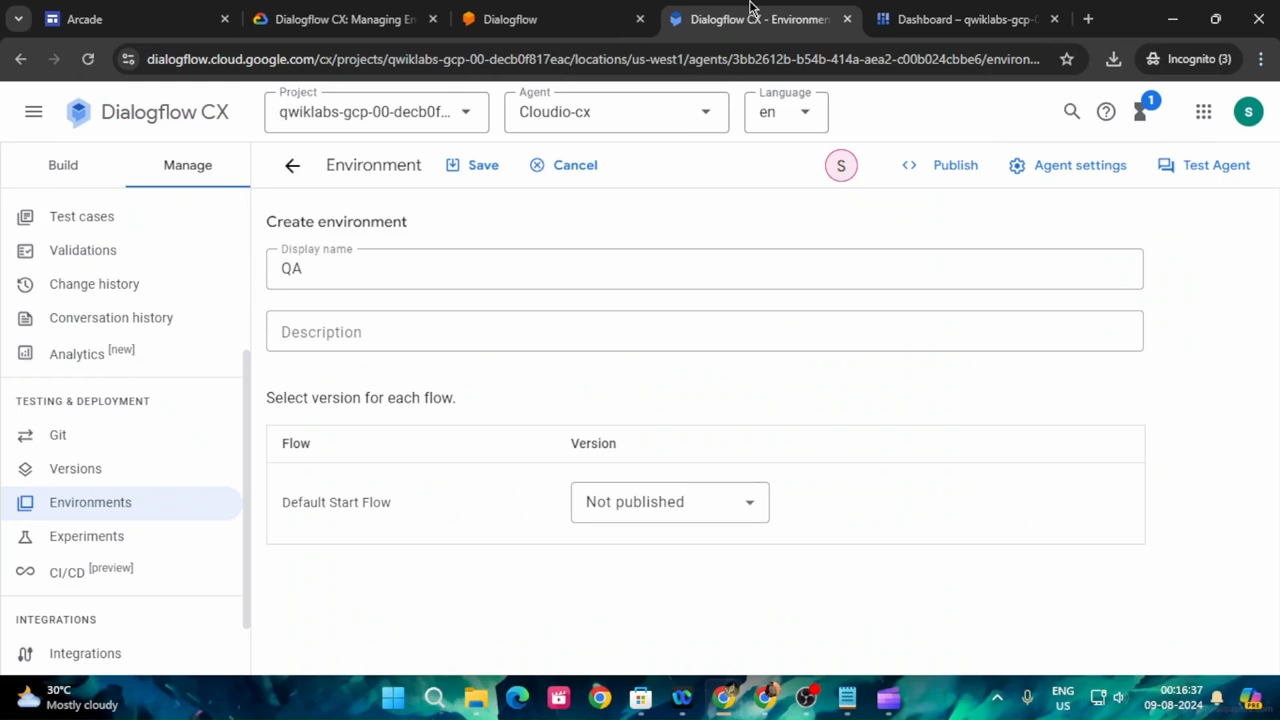 Arcade
Dialogflow CX: Managing En
Dialogflow
Dialogflow CX - Environmen
Dashboard – qwiklabs-gcp-0
dialogflow.cloud.google.com/cx/projects/qwiklabs-gcp-00-decb0f817eac/locations/us-west1/agents/3bb2612b-b54b-414a-aea2-c00b024cbbe6/environ...
Incognito (3)
Dialogflow CX
Project
qwiklabs-gcp-00-decb0f...
Agent
Cloudio-cx
Language
en
1
S
Build
Manage
Environment
Save
Cancel
S
Publish
Agent settings
Test Agent
Test cases
Validations
Change history
Conversation history
Analytics [new]
TESTING & DEPLOYMENT
Git
Versions
Environments
Experiments
CI/CD [preview]
INTEGRATIONS
Integrations
Create environment
Display name
QA
Description
Select version for each flow.
Flow
Version
Default Start Flow
Not published
30°C
Mostly cloudy
ENG
US
00:16:37
09-08-2024
PRE